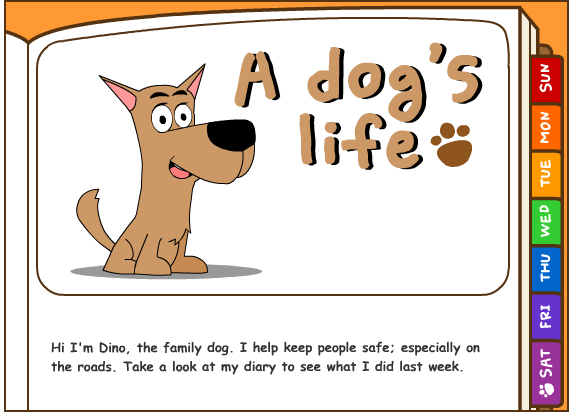 A dog's
life
SUN
MON
TUE
WED
THU
FRI
SAT
Hi I'm Dino, the family dog. I help keep people safe; especially on
the roads. Take a look at my diary to see what I did last week.